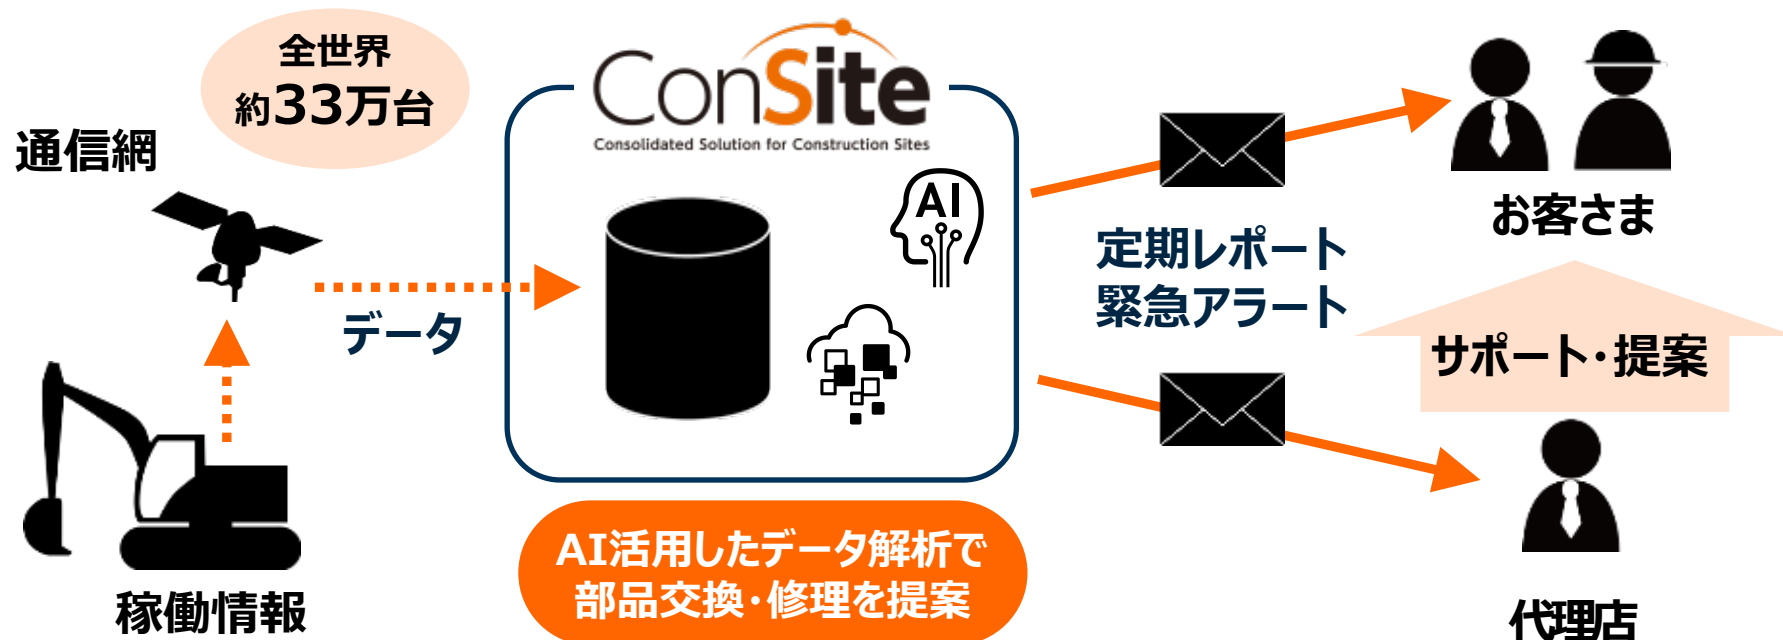 全世界
約33万台
通信網
データ
稼働情報
ConSite
Consolidated Solution for Construction Sites
AI
AI活用したデータ解析で
部品交換・修理を提案
定期レポート
緊急アラート
お客さま
サポート・提案
代理店